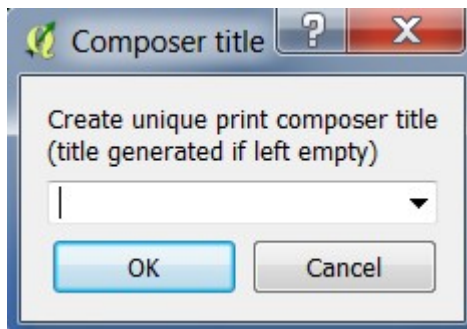 Composer title
Create unique print composer title
(title generated if left empty)
OK
Cancel